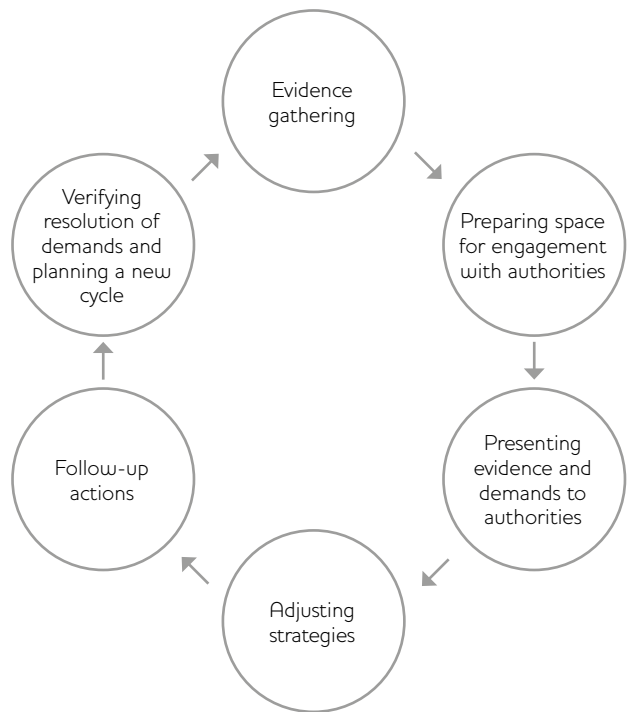 Evidence
gathering
Preparing space
for engagement
with authorities
Presenting
evidence and
demands to
authorities
Adjusting
strategies
Follow-up
actions
Verifying
resolution of
demands and
planning a new
cycle